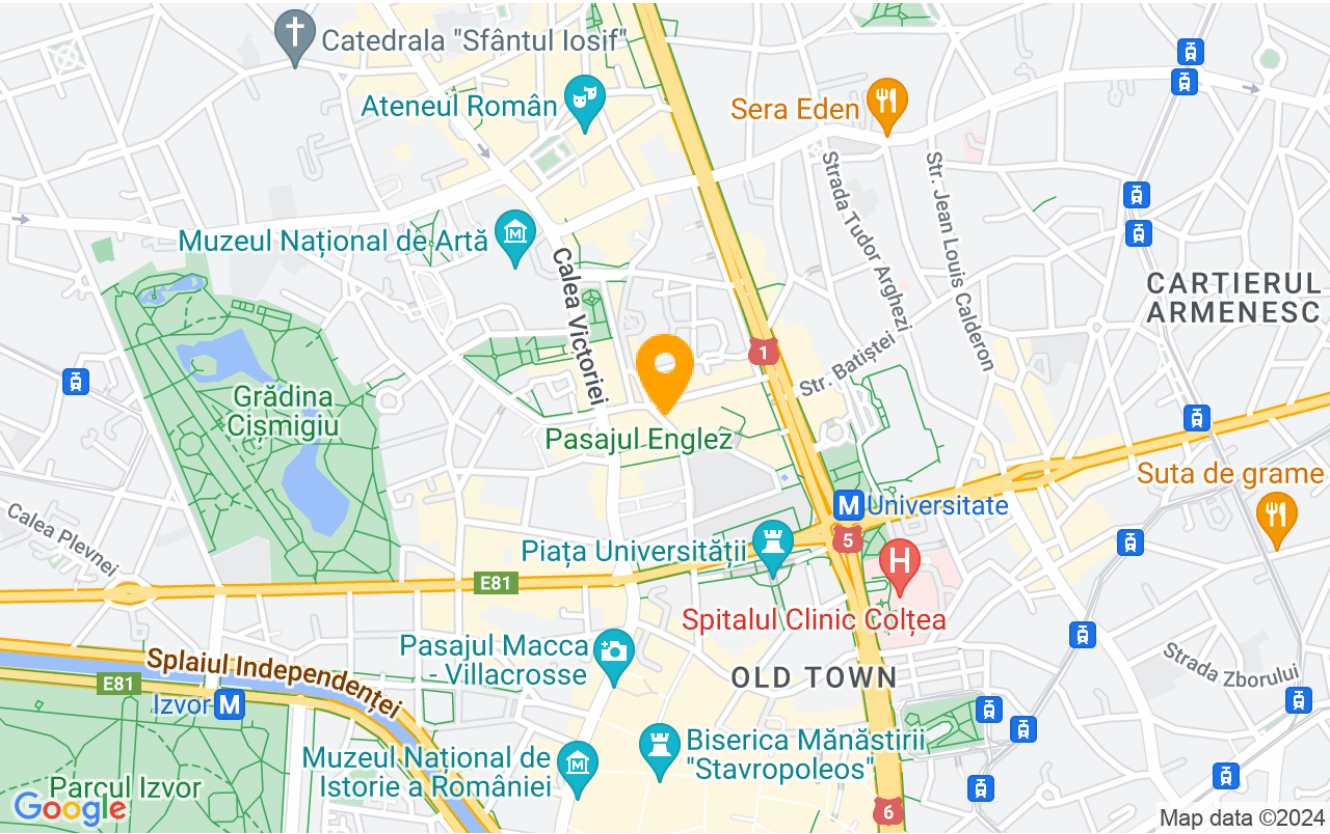 Catedrala "Sfântul Iosif"
Ateneul Român
Sera Eden
Strada Tudor Arghezi
Str. Jean Louis Calderon
Muzeul Național de Artă
Calea Victoriei
CARTIERUL
ARMENESC
1
Str. Batiștei
Grădina
Cișmigiu
Pasajul Englez
Suta de grame
M Universitate
Calea Plevnei
Piața Universității
5
H
E81
Spitalul Clinic Colțea
Pasajul Macca
- Villacrosse
OLD TOWN
Splaiul Independenței
Strada Zborului
E81
Izvor M
Biserica Mănăstirii
"Stavropoleos"
Muzeul Național de
Istorie a României
Parcul Izvor
Google
6
Map data ©2024